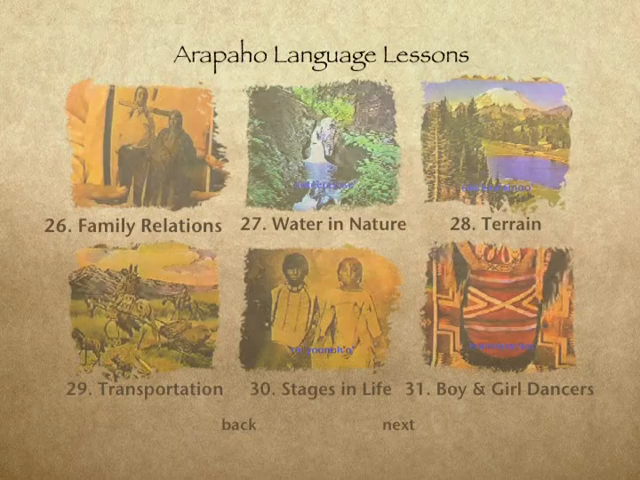 Arapaho Language Lessons
26. Family Relations
27. Water in Nature
28. Terrain
29. Transportation
30. Stages in Life
31. Boy & Girl Dancers
back
next